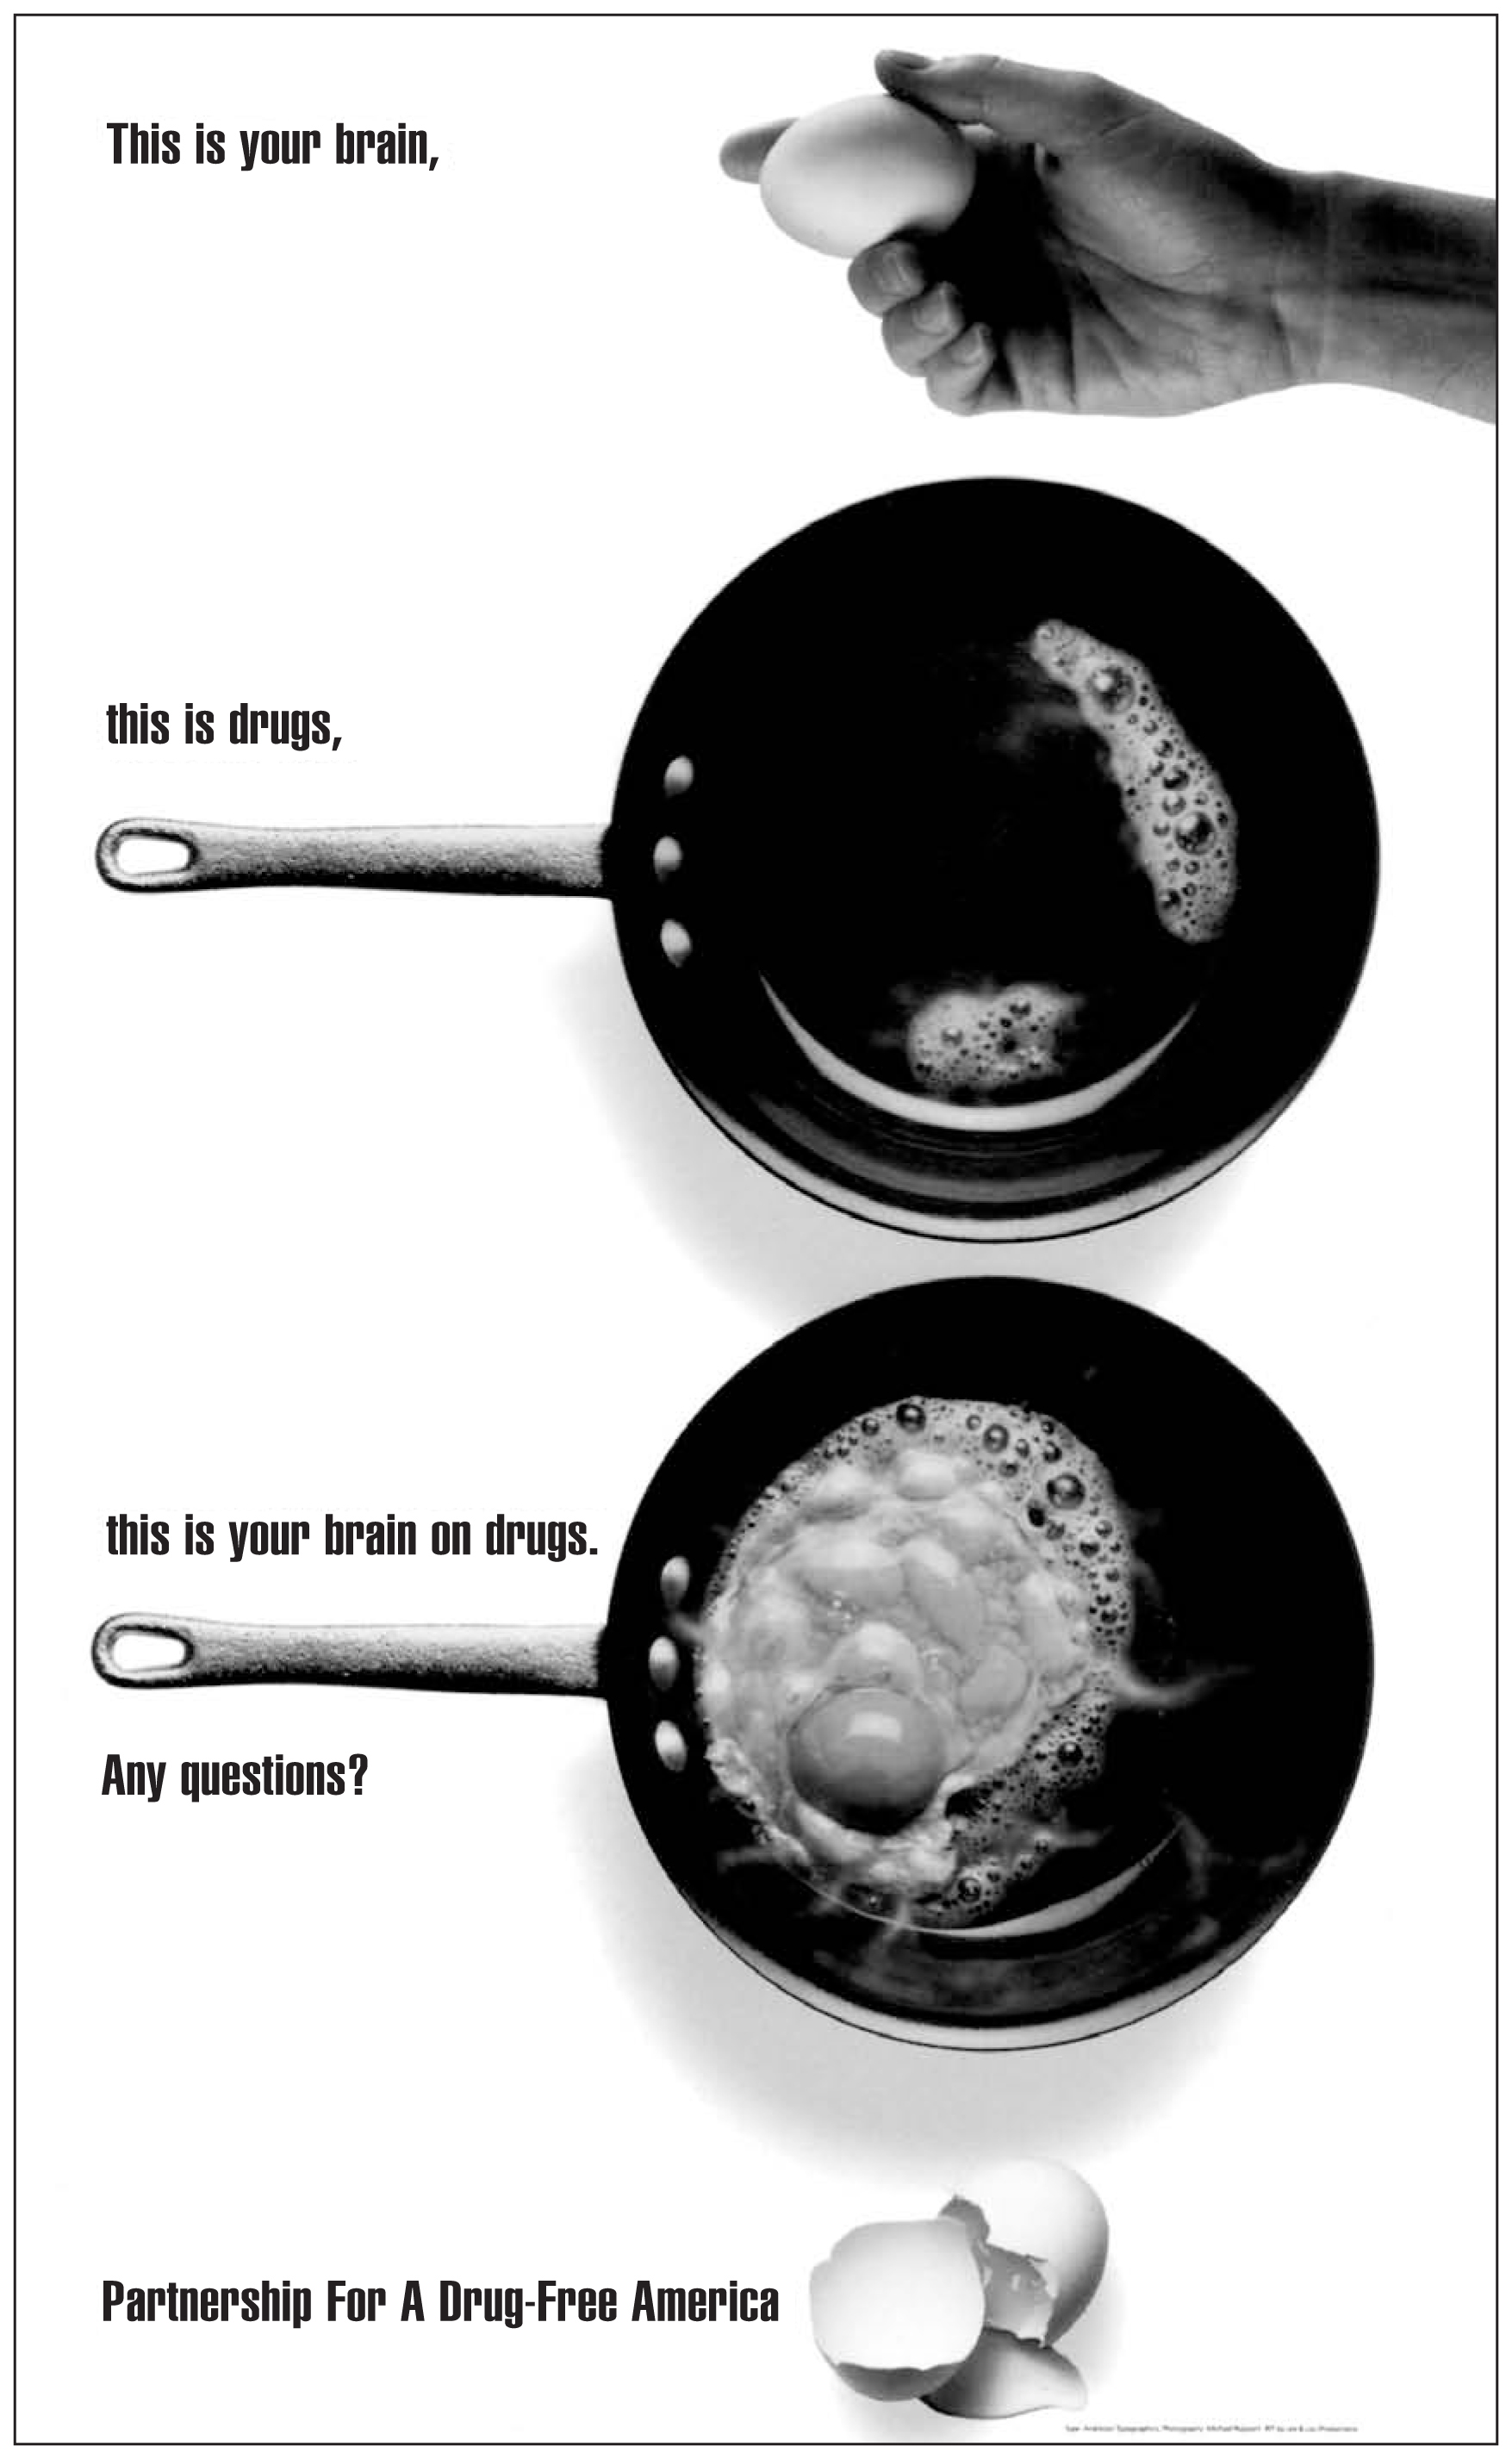 This is your brain,
this is drugs,
this is your brain on drugs.
Any questions?
Partnership For A Drug-Free America